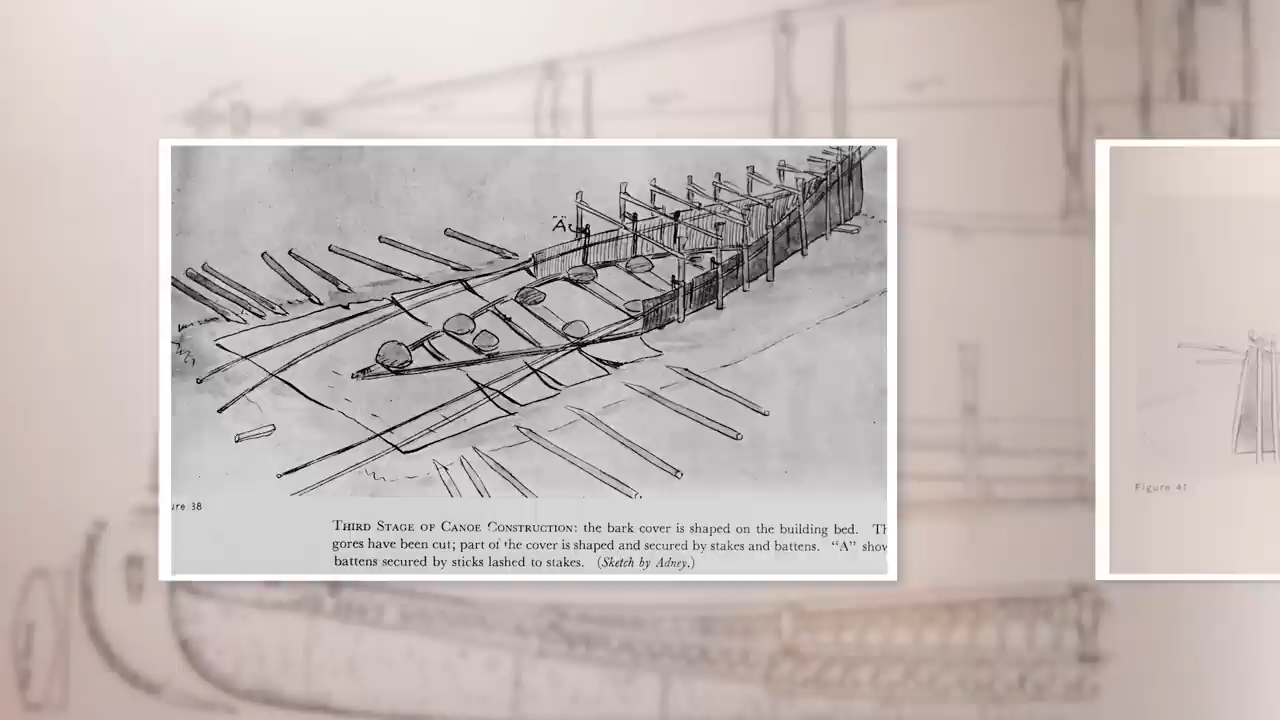 A
ure 38
THIRD STAGE OF CANOE CONSTRUCTION: the bark cover is shaped on the building bed. Th
gores have been cut; part of the cover is shaped and secured by stakes and battens. "A" show
battens secured by sticks lashed to stakes. (Sketch by Adney.)
Figure 41